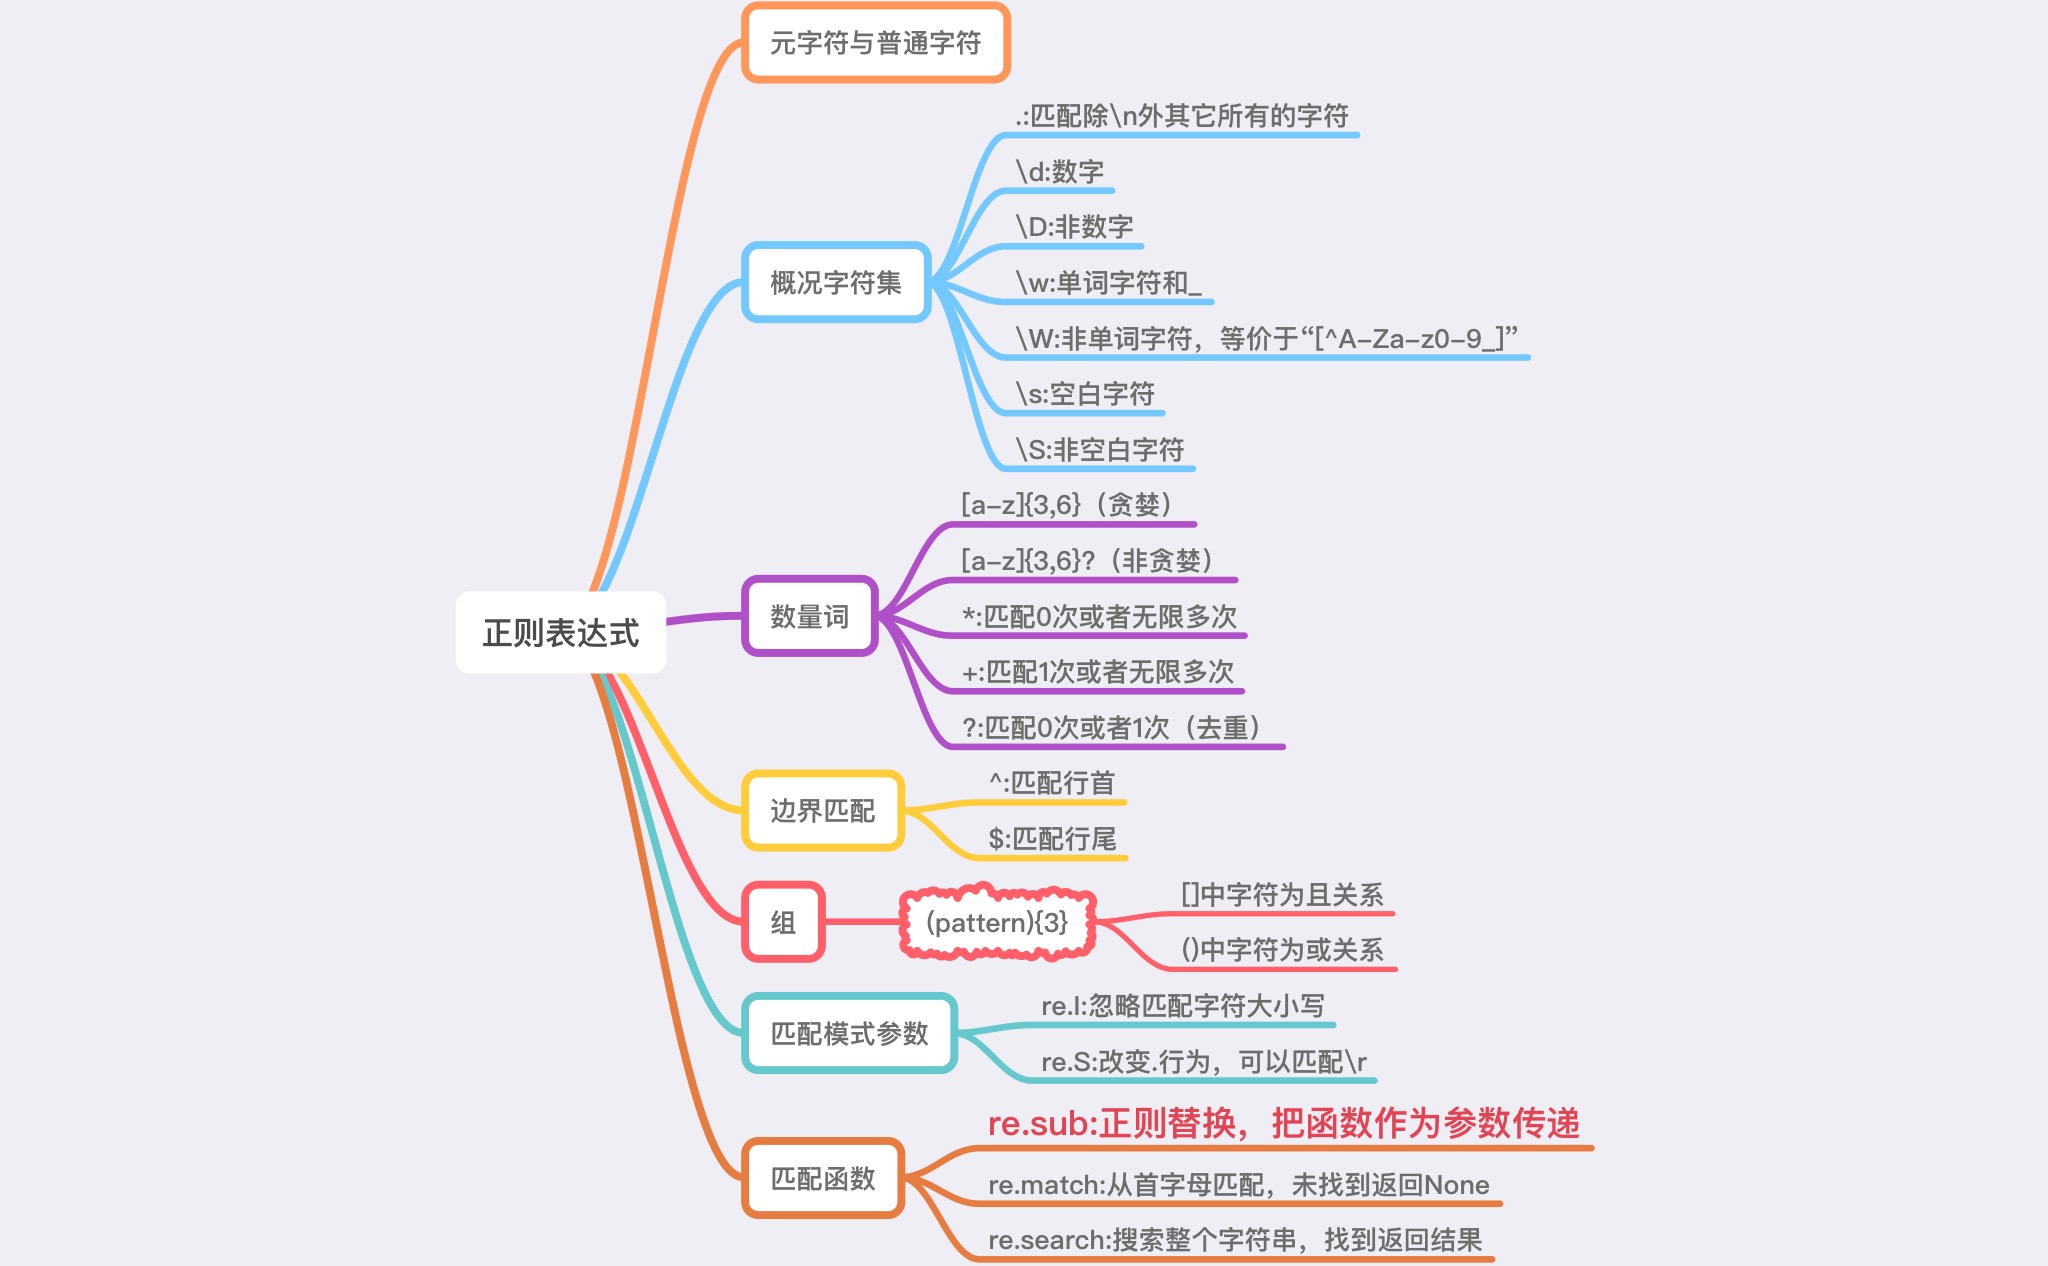 元字符与普通字符
.:匹配除\n外其它所有的字符
\d:数字
\D:非数字
概况字符集
\w:单词字符和_
\W:非单词字符，等价于“[^A-Za-z0-9_]”
\s:空白字符
\S:非空白字符
[a-z]{3,6}（贪婪）
[a-z]{3,6}?（非贪婪）
数量词
*:匹配0次或者无限多次
+:匹配1次或者无限多次
?:匹配0次或者1次（去重）
正则表达式
^:匹配行首
边界匹配
$:匹配行尾
组
(pattern){3}
[]中字符为且关系
()中字符为或关系
re.I:忽略匹配字符大小写
匹配模式参数
re.S:改变.行为，可以匹配\r
re.sub:正则替换，把函数作为参数传递
匹配函数
re.match:从首字母匹配，未找到返回None
re.search:搜索整个字符串，找到返回结果